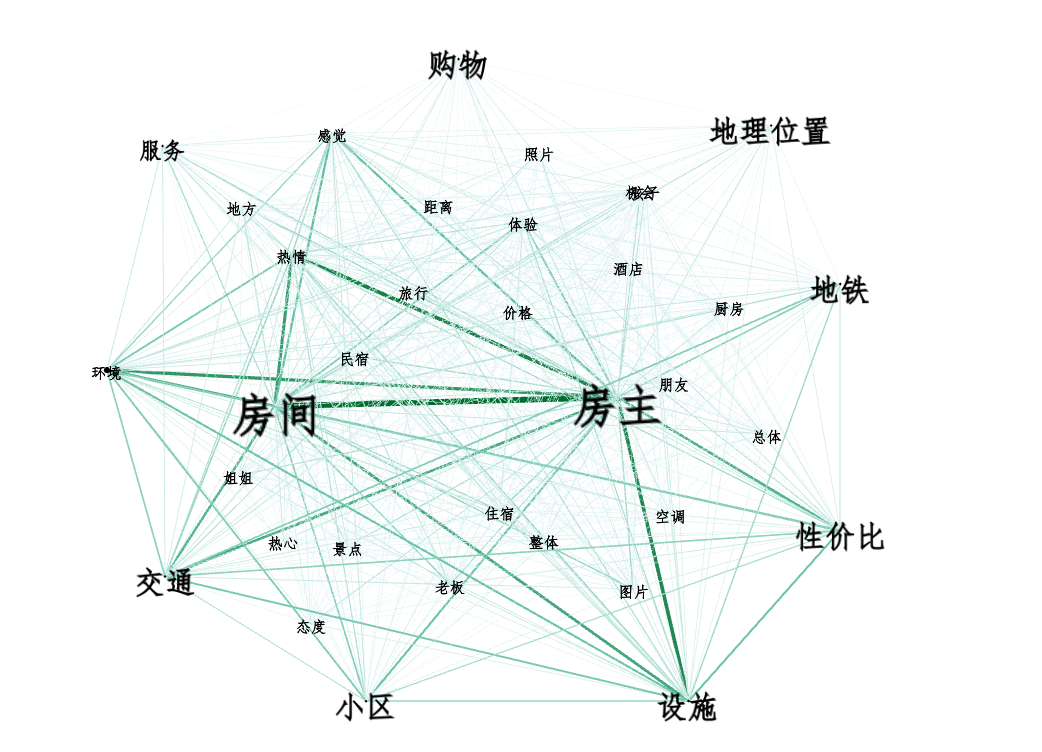 购物
地理位置
感觉
服务
照片
地方
距离
体验
热情
酒店
地铁
旅行
价格
厨房
民宿
环境
朋友
房间
房主
总体
姐姐
住宿
空调
性价比
热心
景点
整体
交通
老板
图片
态度
小区
设施